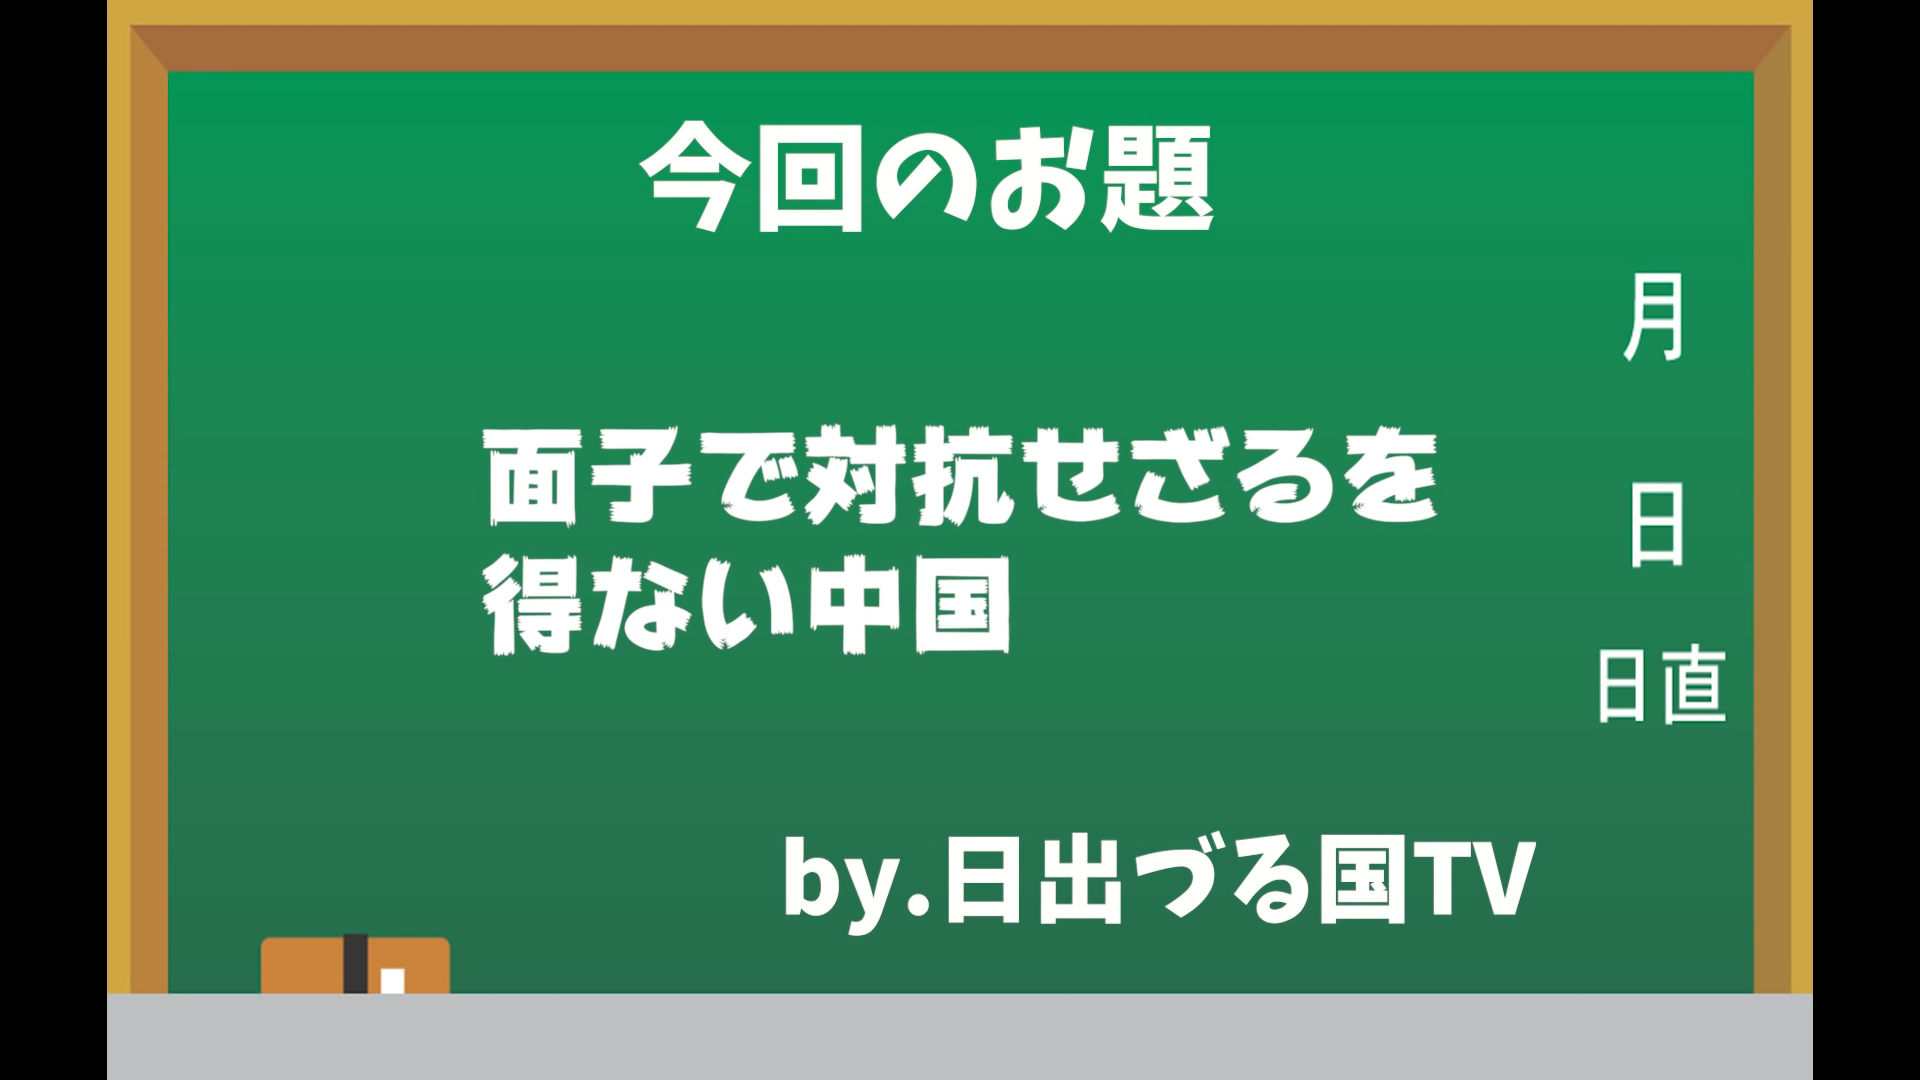 今回のお題
面子で対抗せざるを
得ない中国
月
日
日直
by.日出づる国TV